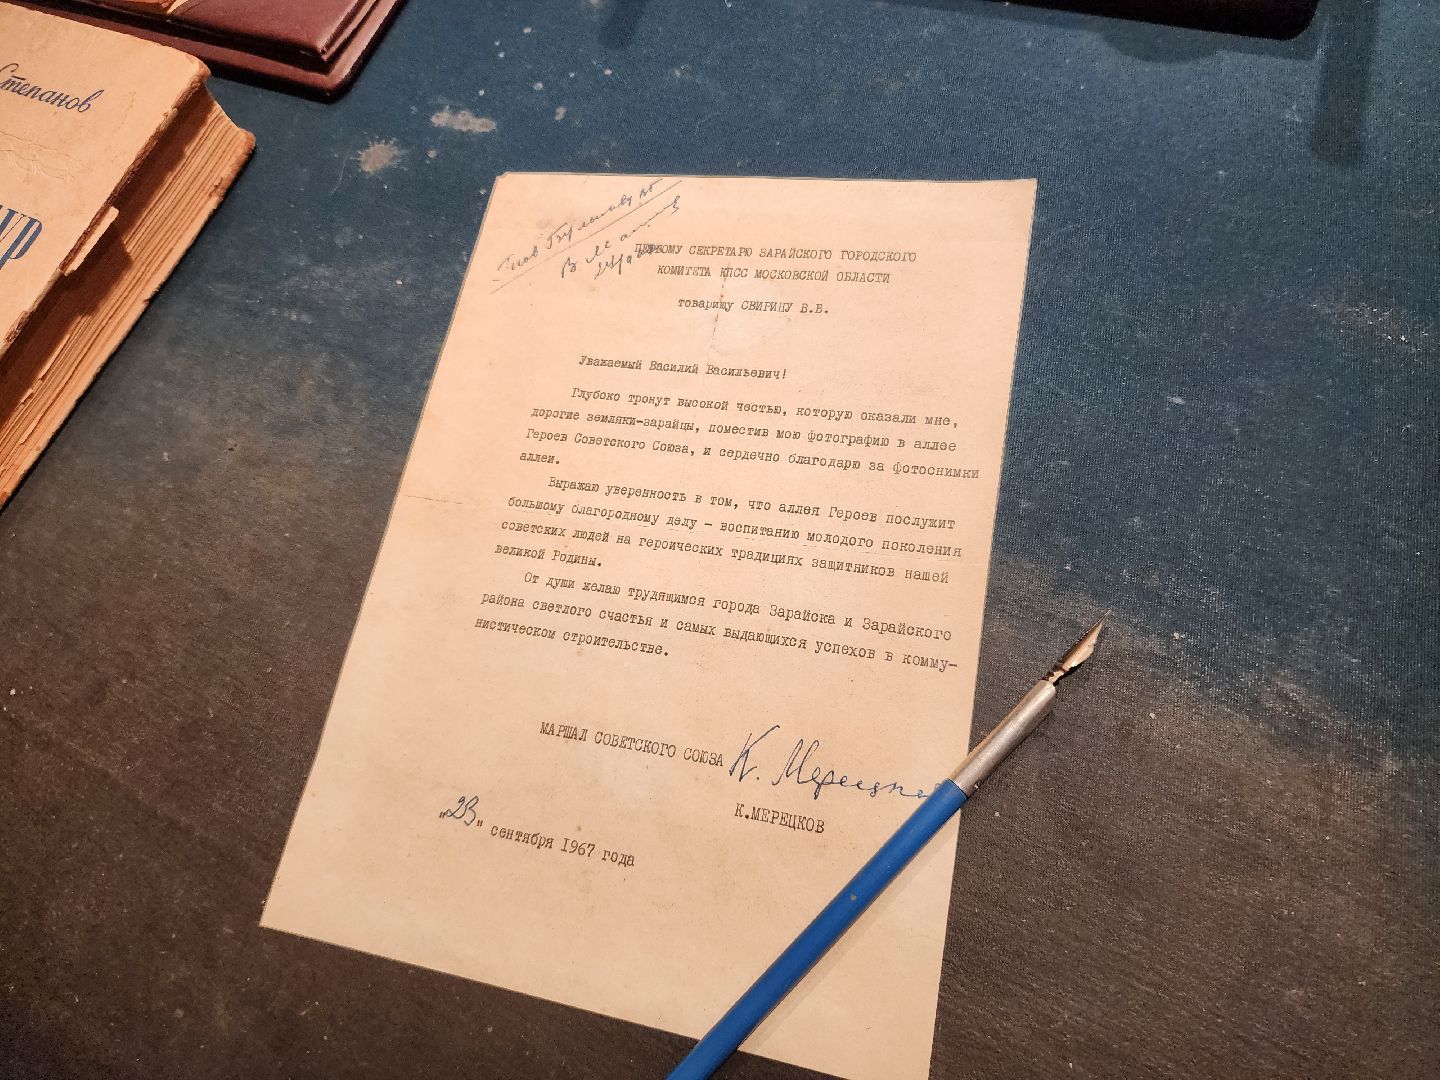 Степанов
УР
ПЕРВОМУ СЕКРЕТАРЮ ЗАРАЙСКОГО ГОРОДСКОГО
КОМИТЕТА КПСС МОСКОВСКОЙ ОБЛАСТИ
товарищу СВИРИНУ В.В.
Уважаемый Василий Васильевич!
Глубоко тронут высокой честью, которую оказали мне,
дорогие земляки-зарайцы, поместив мою фотографию в аллее
Героев Советского Союза, и сердечно благодарю за фотоснимки
аллеи.
Выражаю уверенность в том, что аллея Героев послужит
большому благородному делу - воспитанию молодого поколения
советских людей на героических традициях защитников нашей
великой Родины.
От души желаю трудящимся города Зарайска и Зарайского
района светлого счастья и самых выдающихся успехов в комму-
нистическом строительстве.
МАРШАЛ СОВЕТСКОГО СОЮЗА К. Мерецков
К.МЕРЕЦКОВ
„23„ сентября 1967 года